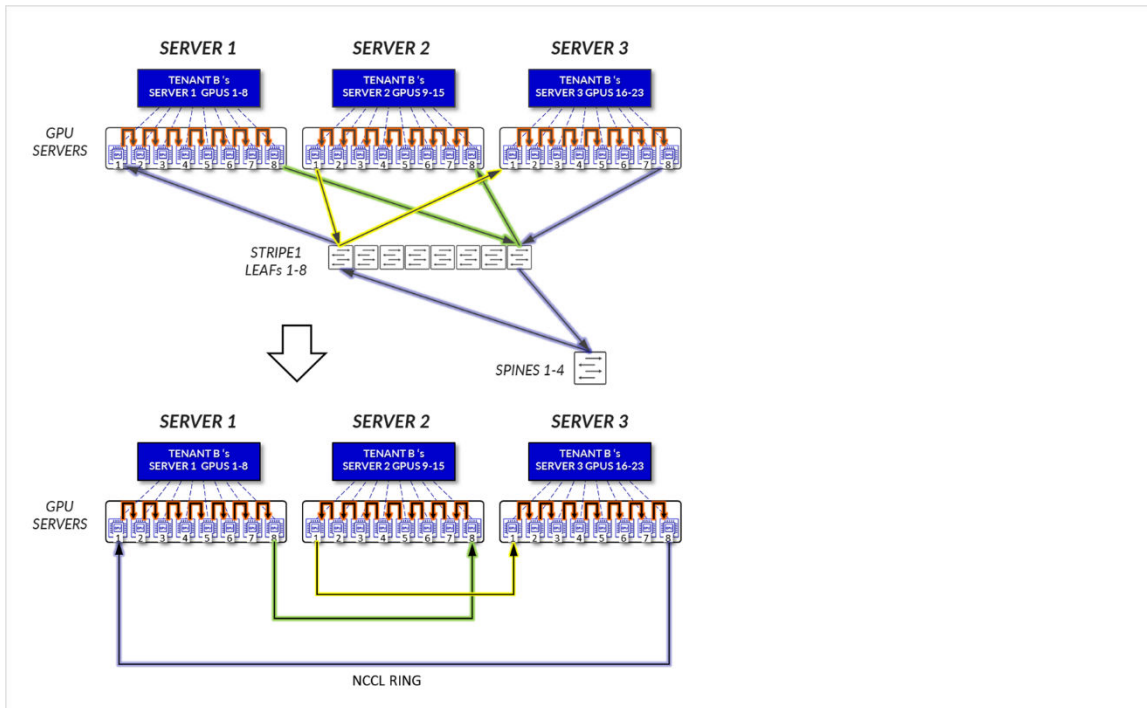 SERVER 1
SERVER 2
SERVER 3
TENANT B 's
SERVER 1 GPUS 1-8
TENANT B 's
SERVER 2 GPUS 9-15
TENANT B 's
SERVER 3 GPUS 16-23
GPU
SERVERS
1 2 3 4 5 6 7 8
1 2 3 4 5 6 7 8
1 2 3 4 5 6 7 8
STRIPE1
LEAFs 1-8
SPINES 1-4
SERVER 1
SERVER 2
SERVER 3
TENANT B 's
SERVER 1 GPUS 1-8
TENANT B's
SERVER 2 GPUS 9-15
TENANT B's
SERVER 3 GPUS 16-23
GPU
SERVERS
1 2 3 4 5 6 7 8
1 2 3 4 5 6 7 8
1 2 3 4 5 6 7 8
NCCL RING